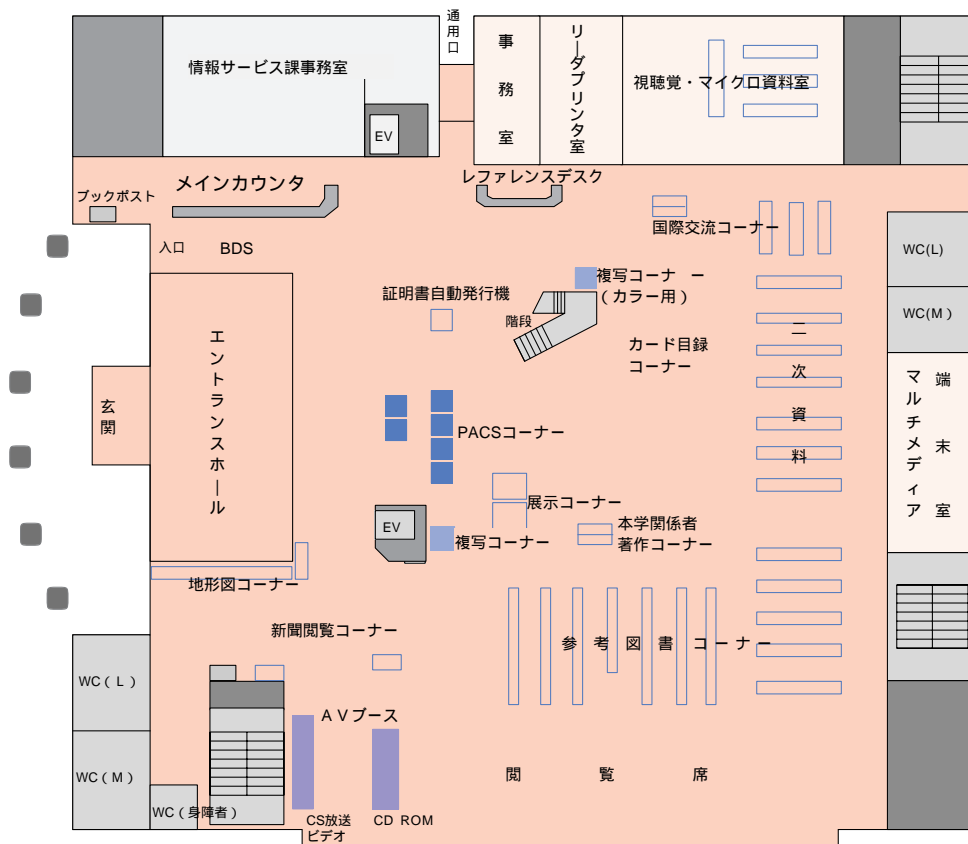 通用口
情報サービス課事務室
事務室
リーダプリンタ室
視聴覚・マイクロ資料室
EV
メインカウンタ
レファレンスデスク
ブックポスト
国際交流コーナー
入口
BDS
WC(L)
複写コーナー
（カラー用）
証明書自動発行機
階段
WC(M)
カード目録
コーナー
エントランスホール
玄関
二次資料
マルチメディア
端末室
PACSコーナー
展示コーナー
EV
複写コーナー
本学関係者
著作コーナー
地形図コーナー
新聞閲覧コーナー
参考図書コーナー
WC(L)
AVブース
閲覧席
WC(M)
WC(身障者)
CS放送
ビデオ
CD ROM